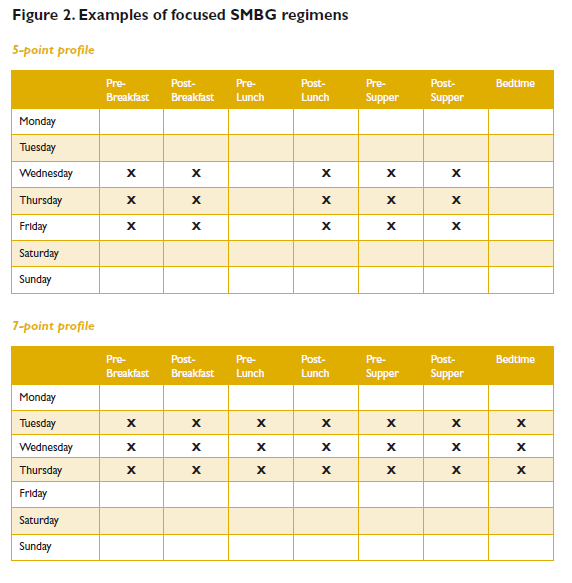 Figure 2. Examples of focused SMBG regimens
5-point profile
Pre-Breakfast Post-Breakfast Pre-Lunch Post-Lunch Pre-Supper Post-Supper Bedtime
Monday
Tuesday
Wednesday X X X X X
Thursday X X X X X
Friday X X X X X
Saturday
Sunday
7-point profile
Pre-Breakfast Post-Breakfast Pre-Lunch Post-Lunch Pre-Supper Post-Supper Bedtime
Monday
Tuesday X X X X X X X
Wednesday X X X X X X X
Thursday X X X X X X X
Friday
Saturday
Sunday